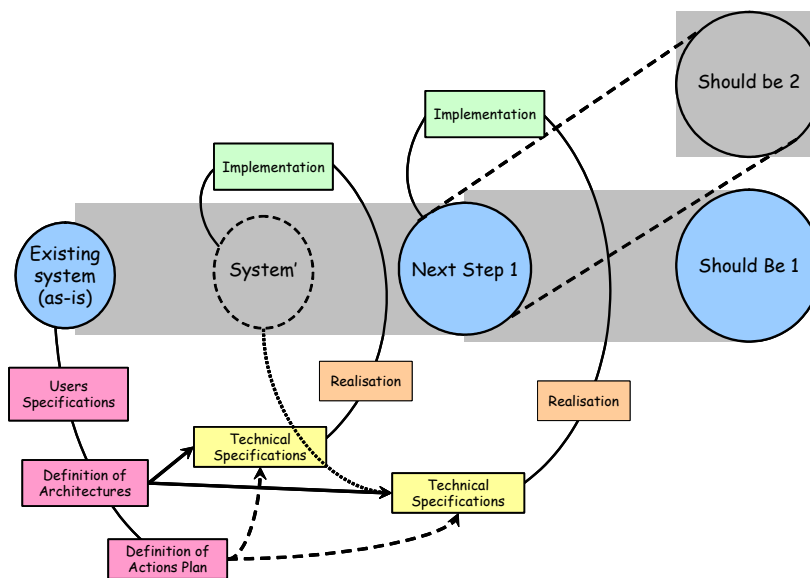 Should be 2
Implementation
Implementation
Existing
system
(as-is)
System’
Next Step 1
Should Be 1
Users
Specifications
Realisation
Realisation
Technical
Specifications
Definition of
Architectures
Technical
Specifications
Definition of
Actions Plan